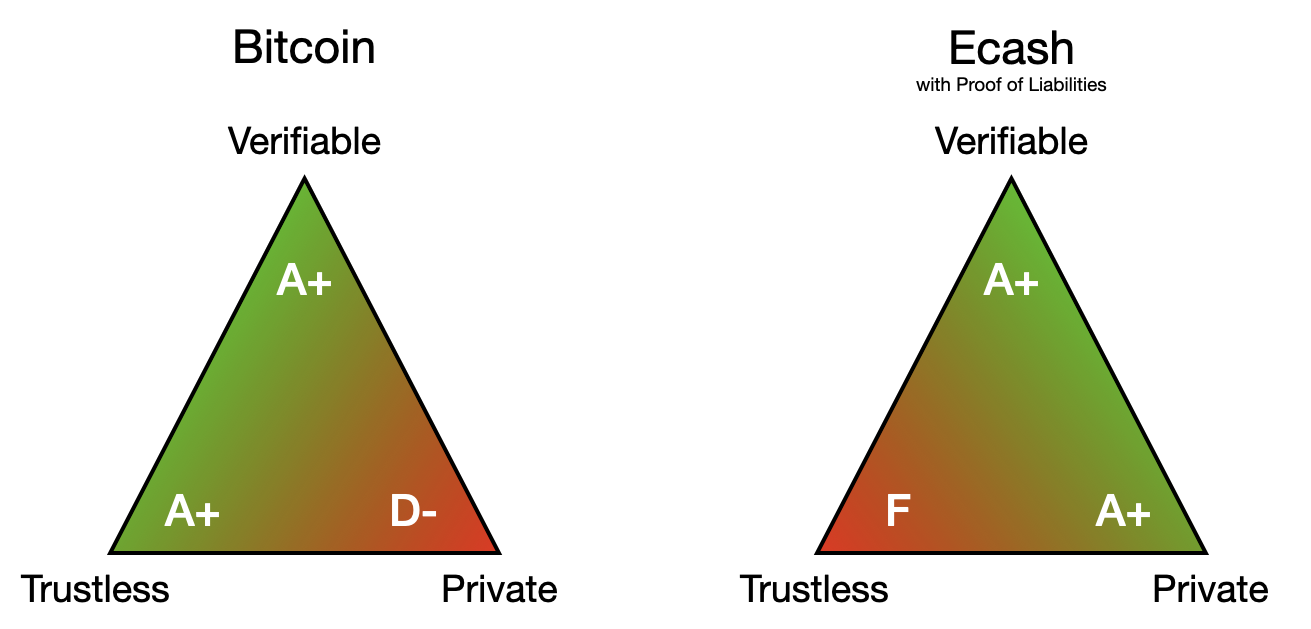 Bitcoin
Verifiable
A+
A+ D-
Trustless Private
Ecash
with Proof of Liabilities
Verifiable
A+
F A+
Trustless Private